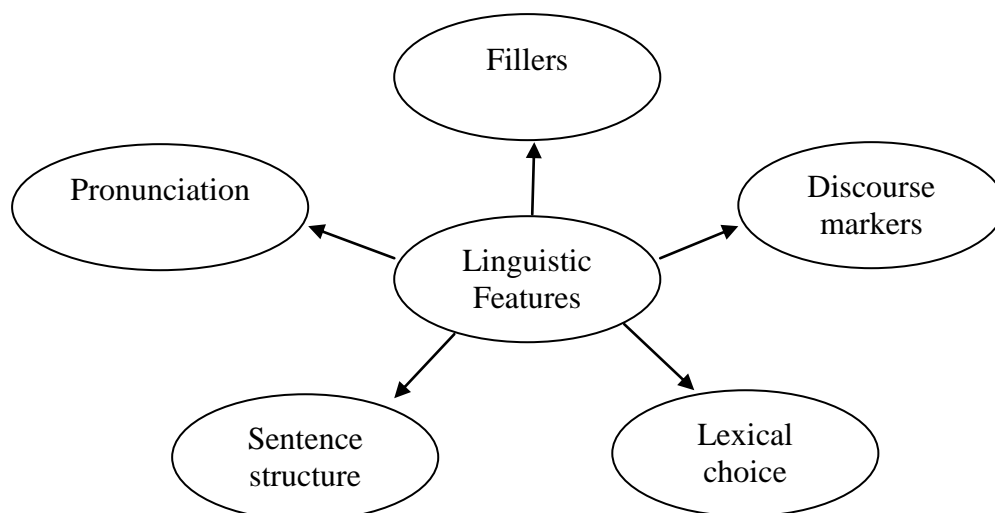 Fillers
Pronunciation
Discourse
markers
Linguistic
Features
Sentence
structure
Lexical
choice